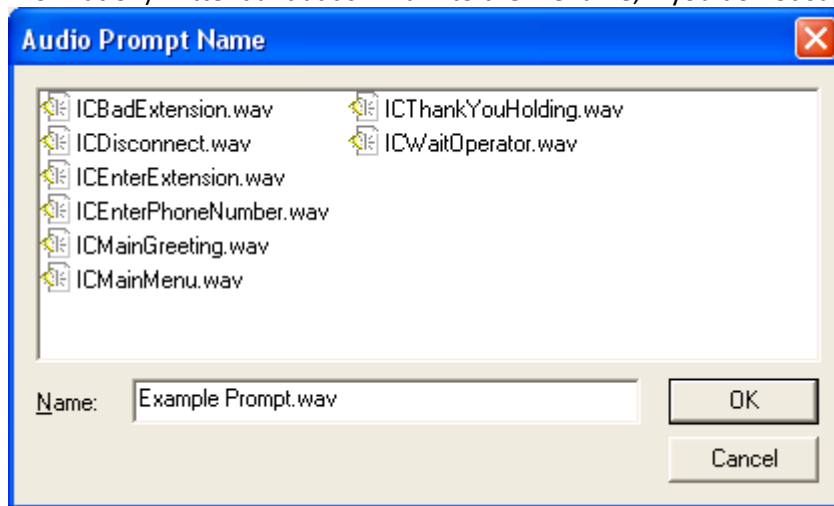 Audio Prompt Name
ICBadExtension.wav
ICDisconnect.wav
ICEnterExtension.wav
ICEnterPhoneNumber.wav
ICMainGreeting.wav
ICMainMenu.wav
ICThankYouHolding.wav
ICWaitOperator.wav
Name: Example Prompt.wav
OK
Cancel